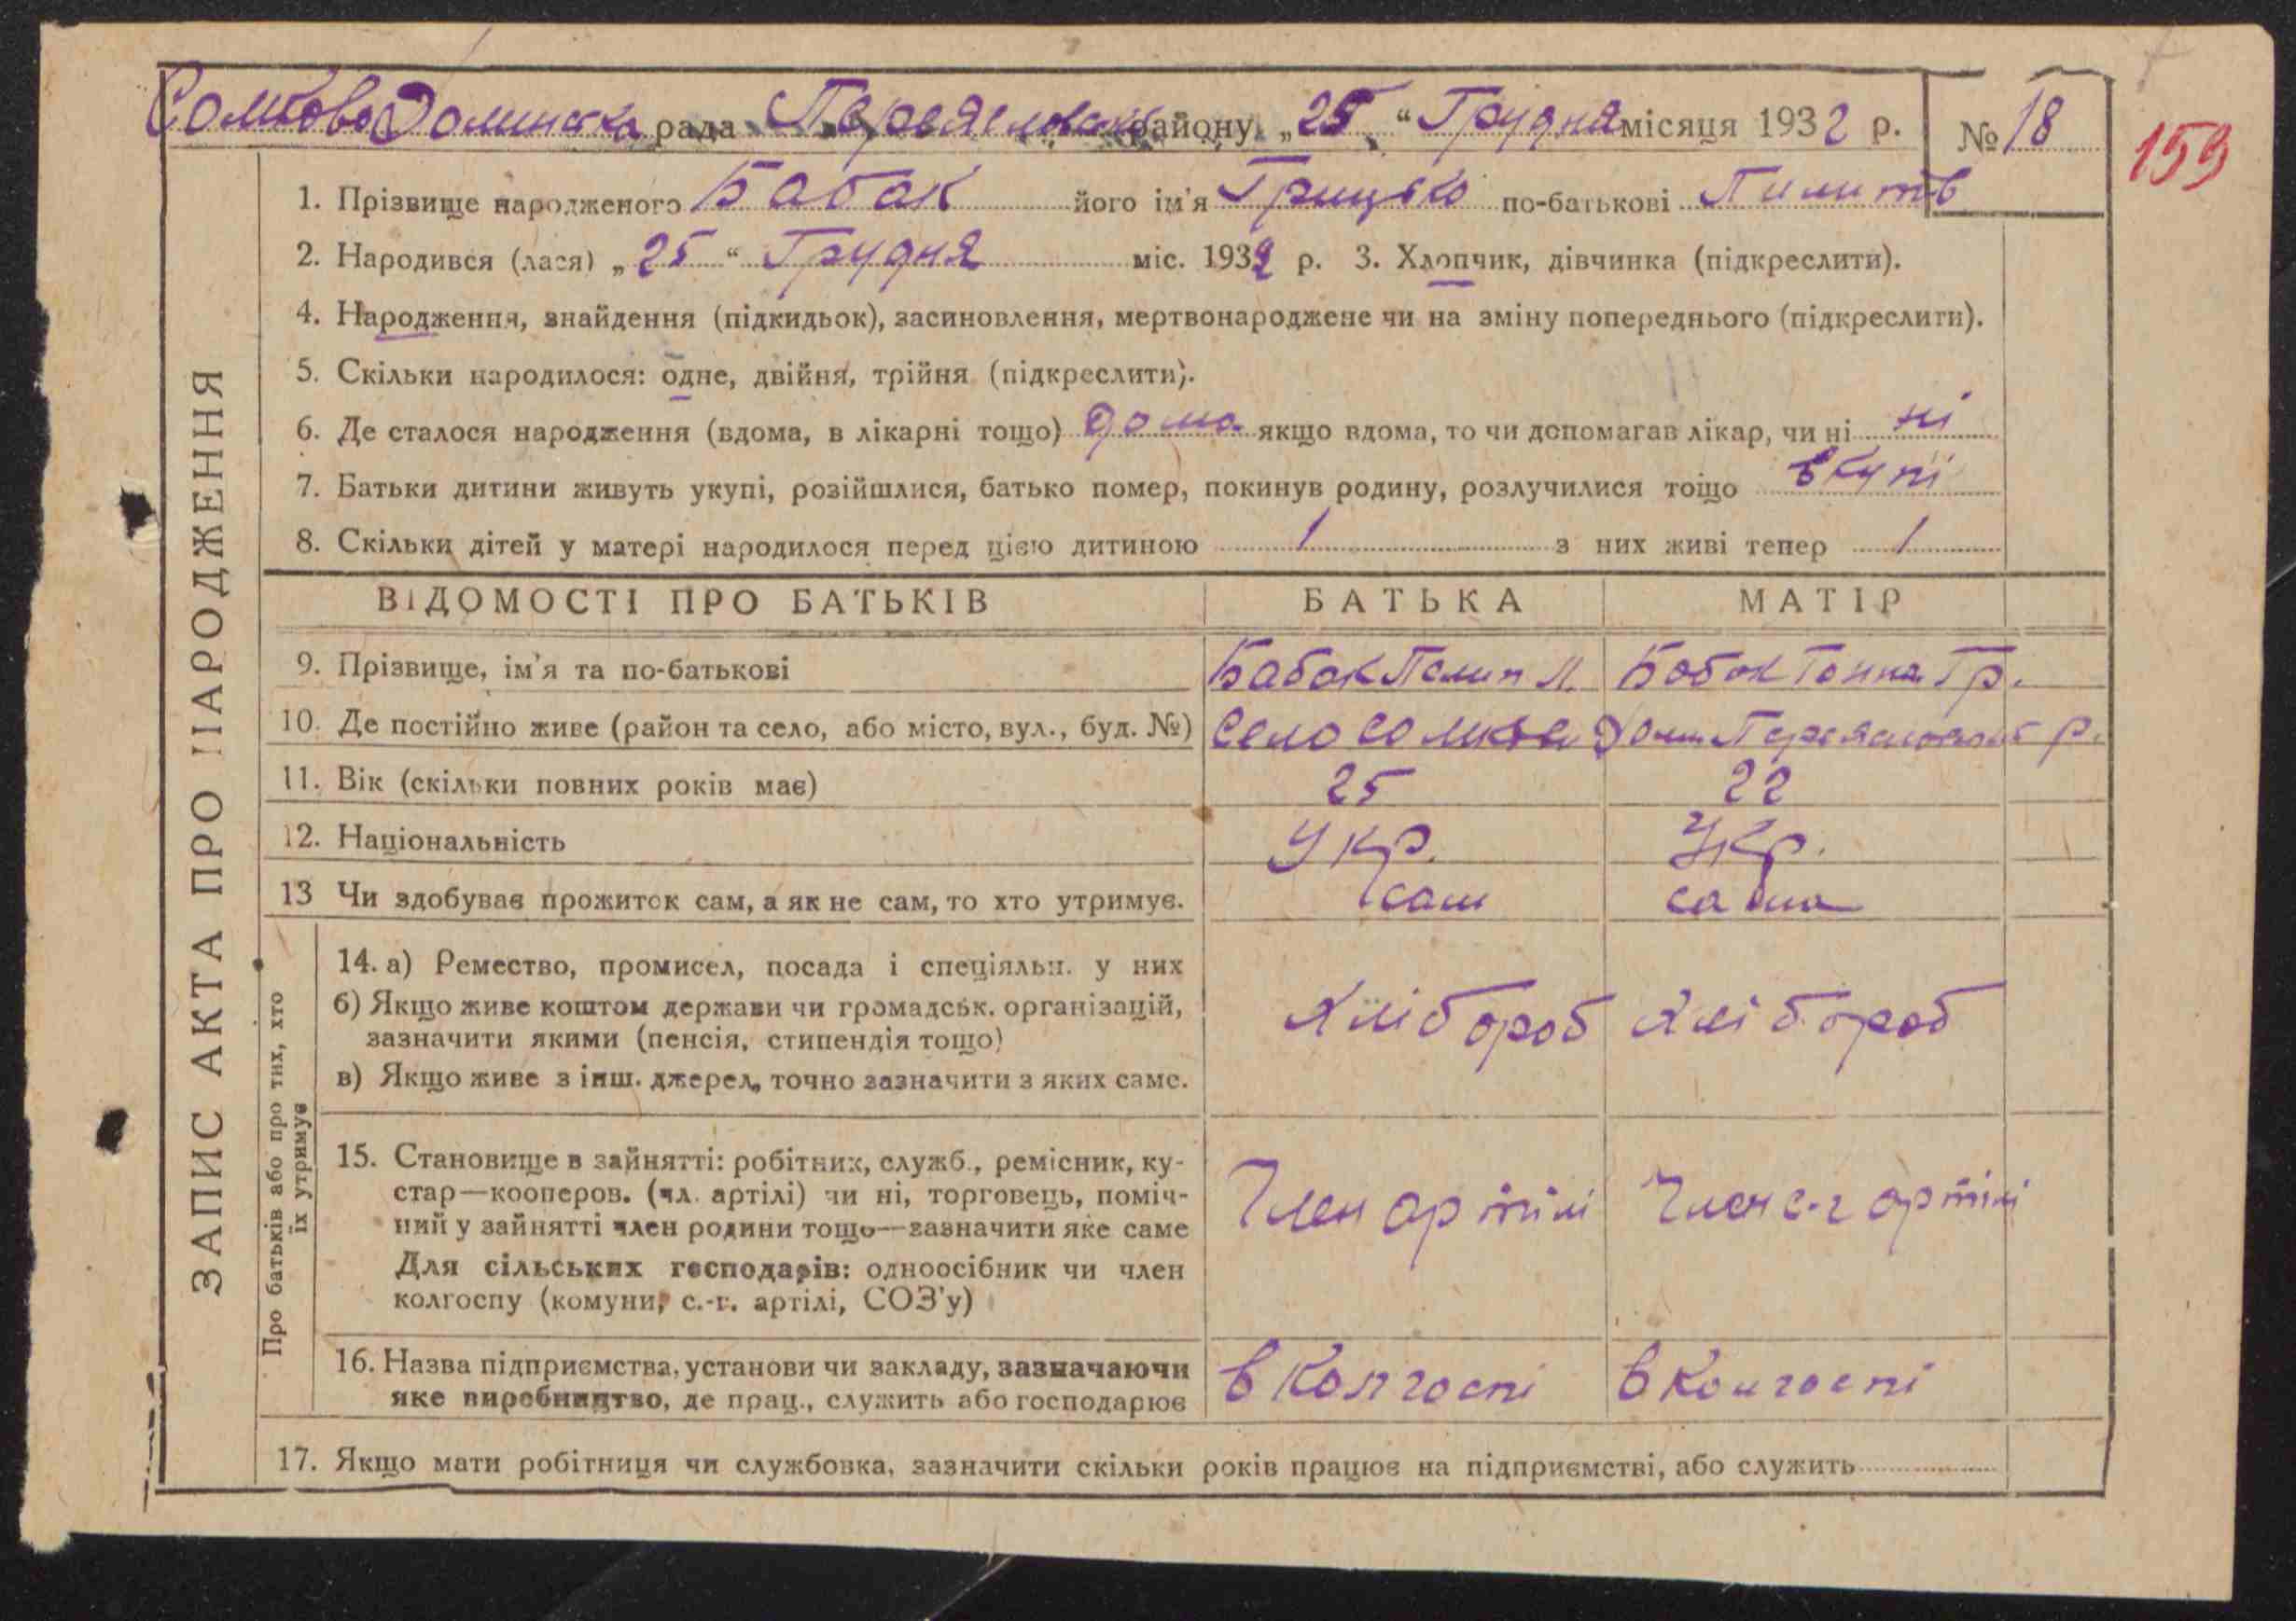 СомковоДолинська рада Переяславськ району „25“ Грудня місяця 1932 р. № 18
159
1. Прізвище народженого Бабак його ім'я Грицько по-батькові Пилипів
2. Народився (лася) „25“ Грудня міс. 1932 р. 3. Хлопчик, дівчинка (підкреслити).
4. Народження, знайдення (підкидьок), засиновлення, мертвонароджене чи на зміну попереднього (підкреслити).
5. Скільки народилося: одне, двійня, трійня (підкреслити).
6. Де сталося народження (вдома, в лікарні тощо) дома якщо вдома, то чи допомагав лікар, чи ні ні
7. Батьки дитини живуть укупі, розійшлися, батько помер, покинув родину, розлучилися тощо вкупі
8. Скільки дітей у матері народилося перед цією дитиною 1 з них живі тепер 1
ЗАПИС АКТА ПРО НАРОДЖЕННЯ
ВІДОМОСТІ ПРО БАТЬКІВ БАТЬКА МАТІР
9. Прізвище, ім'я та по-батькові Бабак Пилип Л. Бабак Ганна Гр.
10. Де постійно живе (район та село, або місто, вул., буд. №) Село Сомкова Долин Переяславськ р.
11. Вік (скільки повних років має) 25 22
12. Національність Укр. Укр.
13 Чи здобуває прожиток сам, а як не сам, то хто утримує. сам сама
Про батьків або про тих, хто
їх утримує
14. а) Ремество, промисел, посада і спеціяльн. у них
б) Якщо живе коштом держави чи громадськ. організацій,
зазначити якими (пенсія, стипендія тощо)
в) Якщо живе з інш. джерел, точно зазначити з яких саме.
хлібороб хлібороб
15. Становище в зайнятті: робітник, служб., ремісник, ку-
стар—кооперов. (чл. артілі) чи ні, торговець, поміч-
ний у зайнятті член родини тощо—зазначити яке саме
Для сільських господарів: одноосібник чи член
колгоспу (комуни, с.-г. артілі, СОЗ'у)
Член артілі Член с-г артілі
16. Назва підприємства, установи чи закладу, зазначаючи
яке виробництво, де прац., служить або господарює
в Колгоспі в Колгоспі
17. Якщо мати робітниця чи службовка, зазначити скільки років працює на підприємстві, або служить